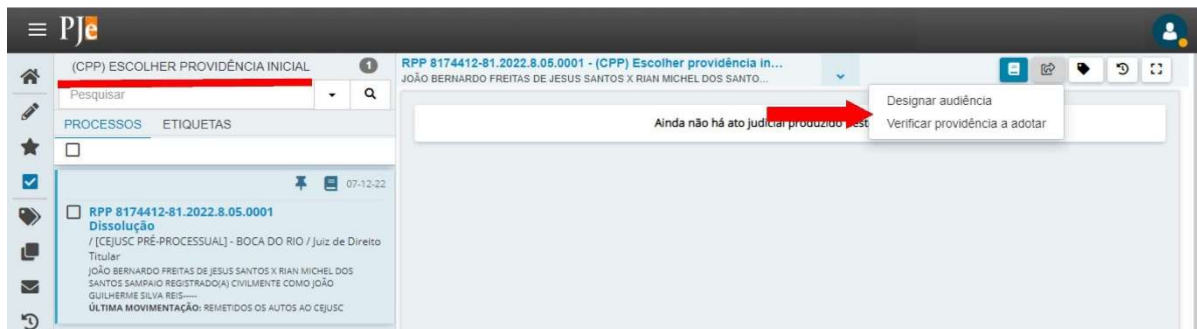 PJe
(CPP) ESCOLHER PROVIDÊNCIA INICIAL
1
Pesquisar
PROCESSOS ETIQUETAS
07-12-22
RPP 8174412-81.2022.8.05.0001
Dissolução
/ [CEJUSC PRÉ-PROCESSUAL] - BOCA DO RIO / Juiz de Direito
Titular
JOÃO BERNARDO FREITAS DE JESUS SANTOS X RIAN MICHEL DOS
SANTOS SAMPAIO REGISTRADO(A) CIVILMENTE COMO JOÃO
GUILHERME SILVA REIS-----
ÚLTIMA MOVIMENTAÇÃO: REMETIDOS OS AUTOS AO CEJUSC
RPP 8174412-81.2022.8.05.0001 - (CPP) Escolher providência in...
JOÃO BERNARDO FREITAS DE JESUS SANTOS X RIAN MICHEL DOS SANTO...
Designar audiência
Verificar providência a adotar
Ainda não há ato judicial produzido